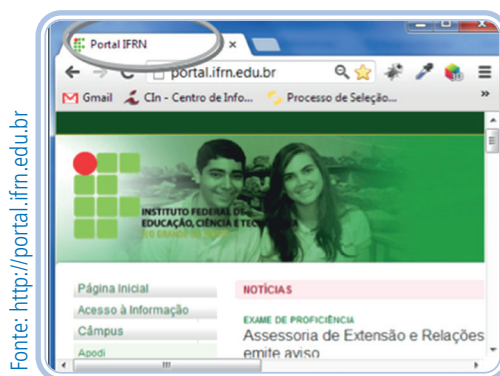 Portal IFRN
portal.ifrn.edu.br
Gmail
CIn - Centro de Info...
Processo de Seleção...
»
INSTITUTO FEDERAL DE
EDUCAÇÃO, CIÊNCIA E TEC
Página Inicial
Acesso à Informação
Câmpus
Apodi
NOTÍCIAS
EXAME DE PROFICIÊNCIA
Assessoria de Extensão e Relações
emite aviso
Fonte: http://portal.ifrn.edu.br